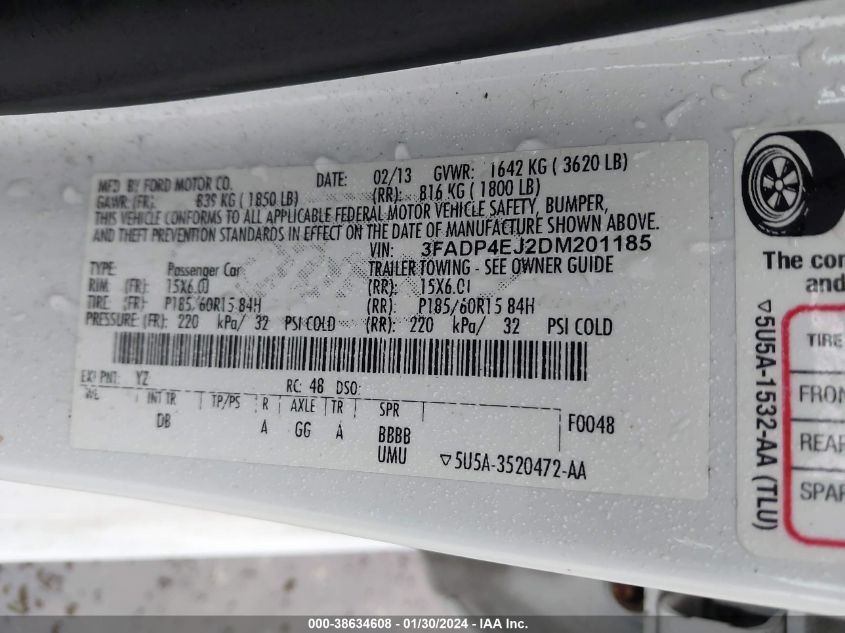 MFD BY FORD MOTOR CO. DATE: 02/13 GVWR: 1642 KG ( 3620 LB)
GAWR (FR): 839 KG ( 1850 LB) (RR): 816 KG ( 1800 LB)
THIS VEHICLE CONFORMS TO ALL APPLICABLE FEDERAL MOTOR VEHICLE SAFETY, BUMPER,
AND THEFT PREVENTION STANDARDS IN EFFECT ON THE DATE OF MANUFACTURE SHOWN ABOVE.
VIN: 3FADP4EJ2DM201185
TYPE: Passenger Car TRAILER TOWING - SEE OWNER GUIDE
RIM: (FR): 15X6.0J (RR): 15X6.0J
TIRE: (FR): P185/60R15 84H (RR): P185/60R15 84H
PRESSURE (FR): 220 kPa/ 32 PSI COLD (RR): 220 kPa/ 32 PSI COLD
EXT PNT: YZ RC: 48 DSO:
INT TR TP/PS R AXLE TR SPR F0048
DB A GG A BBBB
UMU ▽5U5A-3520472-AA
The
and
▽5U5A-1532-AA (TLU)
TIRE
FRON
REAR
SPAR
000-38634608 - 01/30/2024 - IAA Inc.